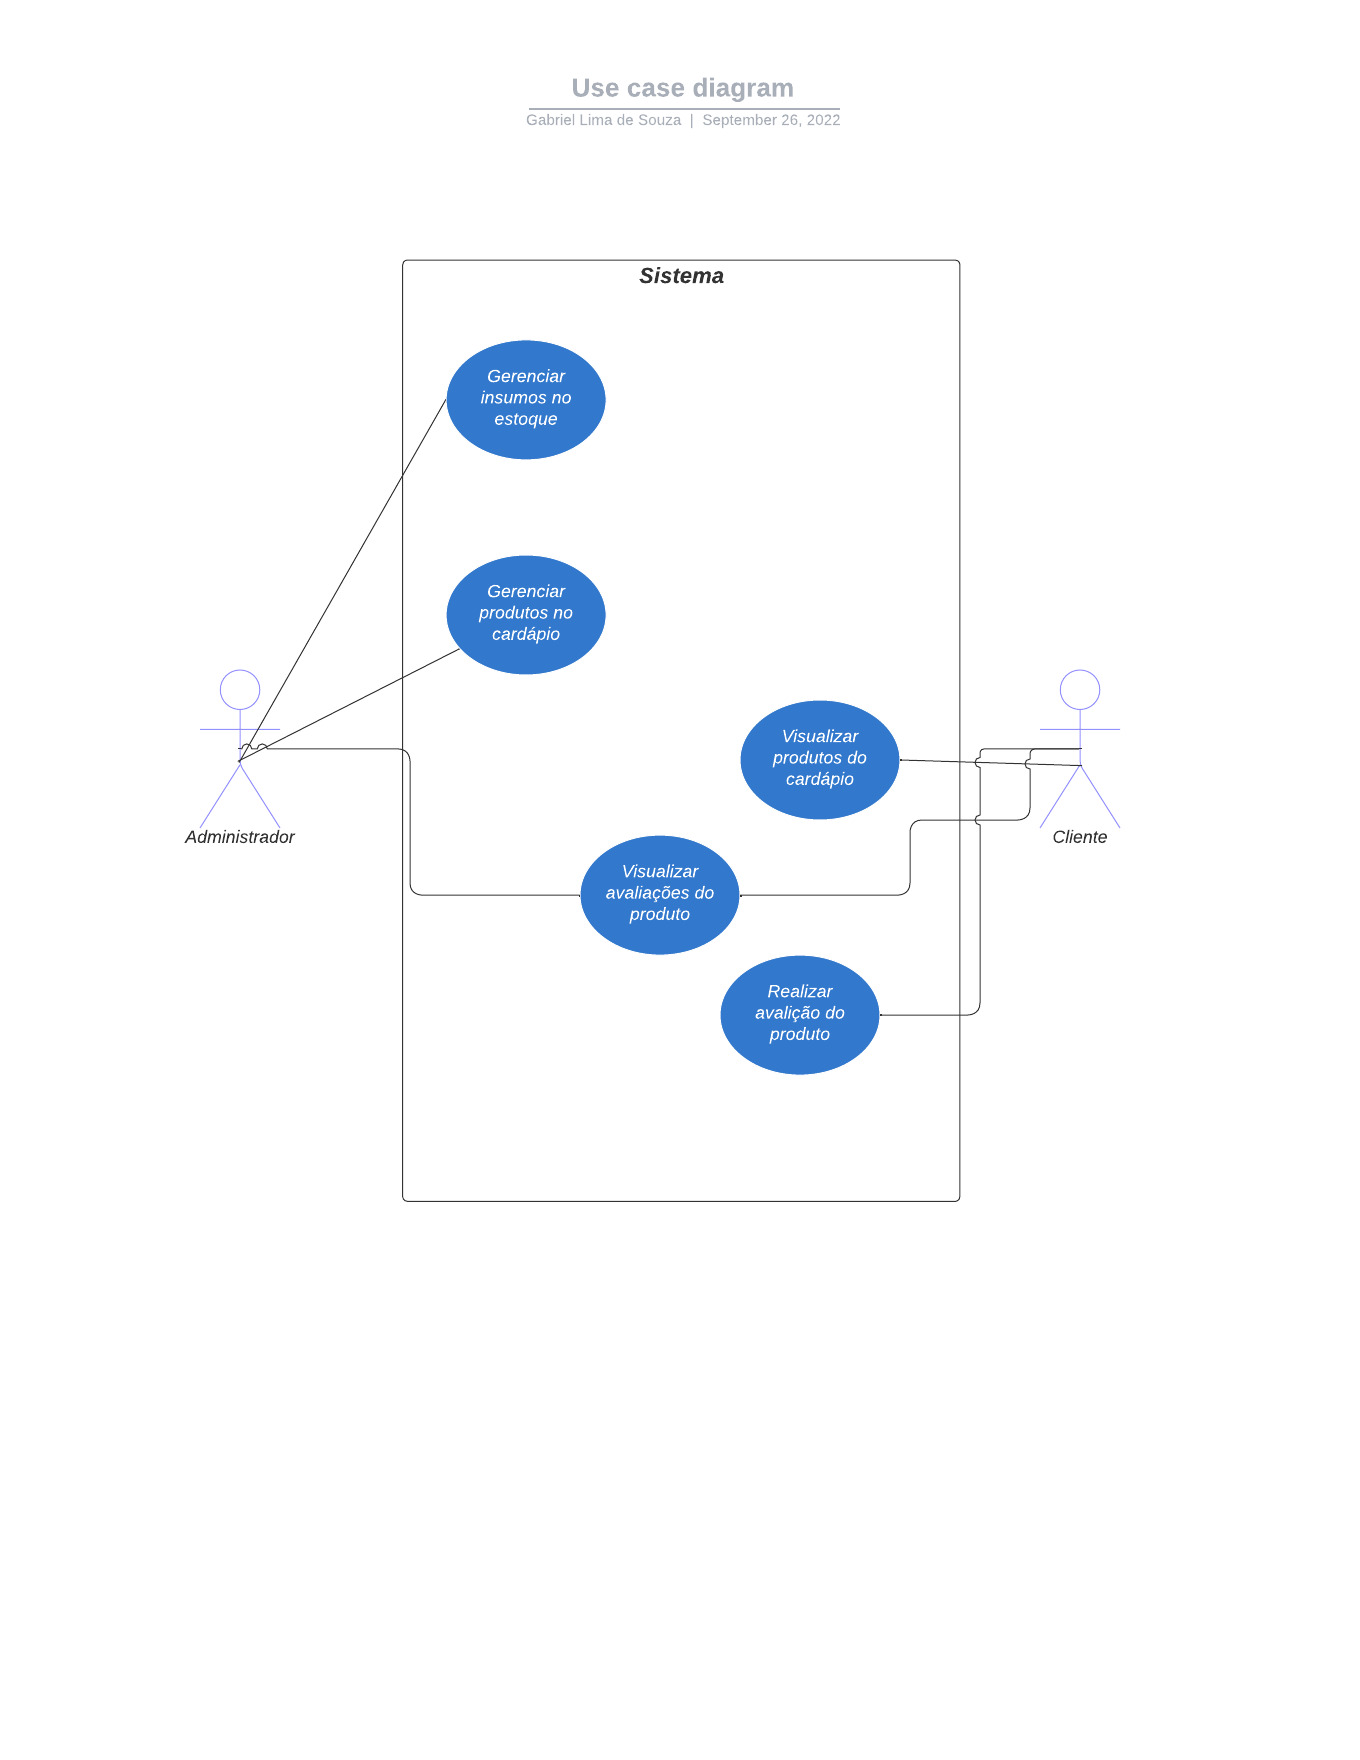 Use case diagram
Gabriel Lima de Souza | September 26, 2022
Sistema
Gerenciar
insumos no
estoque
Gerenciar
produtos no
cardápio
Visualizar
produtos do
cardápio
Administrador
Cliente
Visualizar
avaliações do
produto
Realizar
avalição do
produto